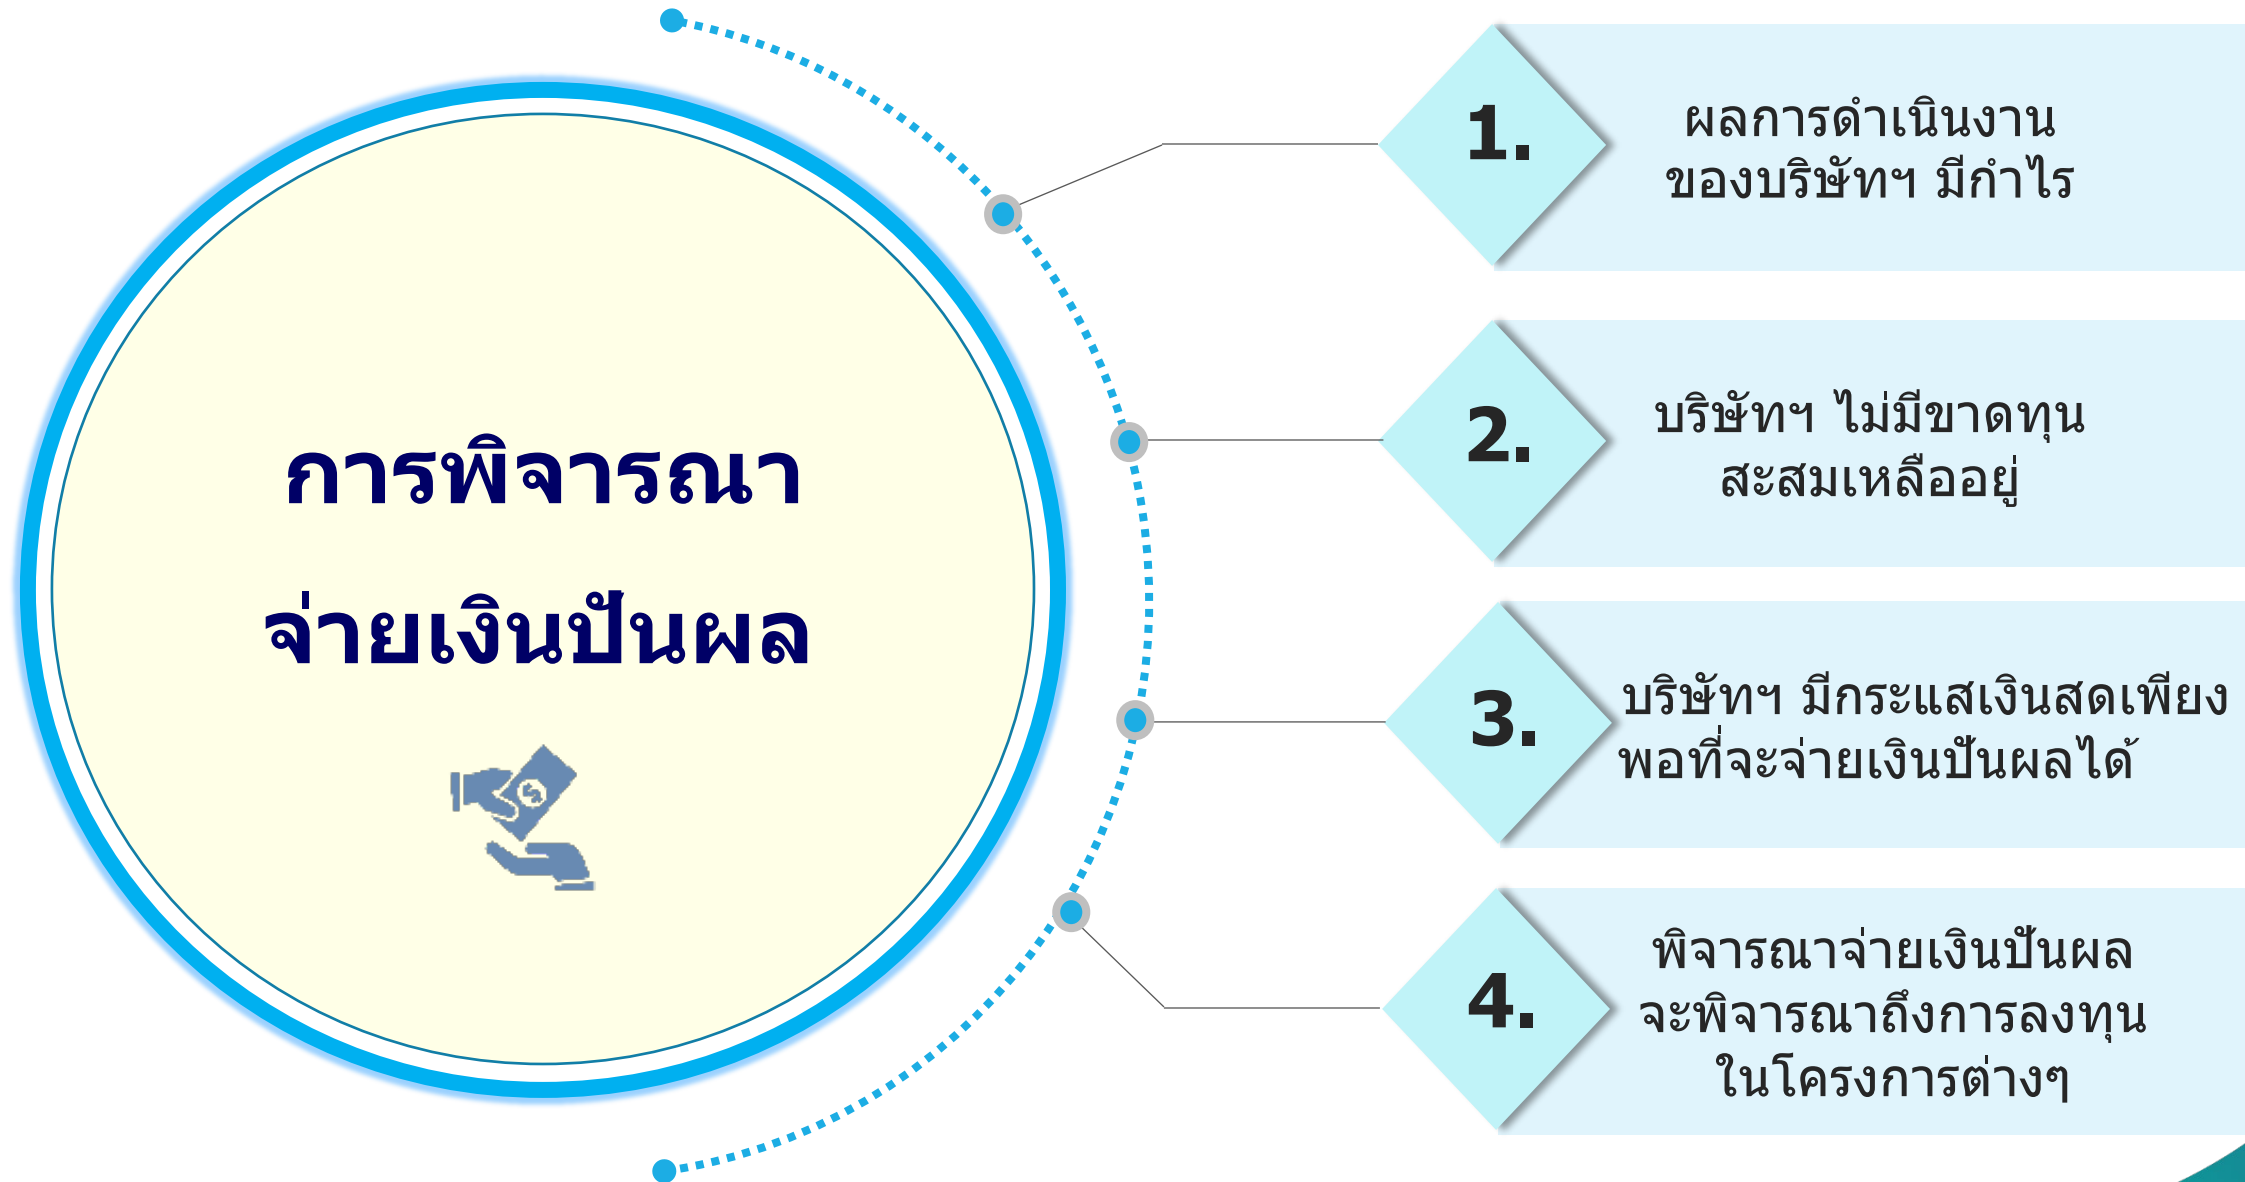 การพิจารณา
จ่ายเงินปันผล
1.
ผลการดำเนินงาน
ของบริษัทฯ มีกำไร
2.
บริษัทฯ ไม่มีขาดทุน
สะสมเหลืออยู่
3.
บริษัทฯ มีกระแสเงินสดเพียง
พอที่จะจ่ายเงินปันผลได้
4.
พิจารณาจ่ายเงินปันผล
จะพิจารณาถึงการลงทุน
ในโครงการต่างๆ